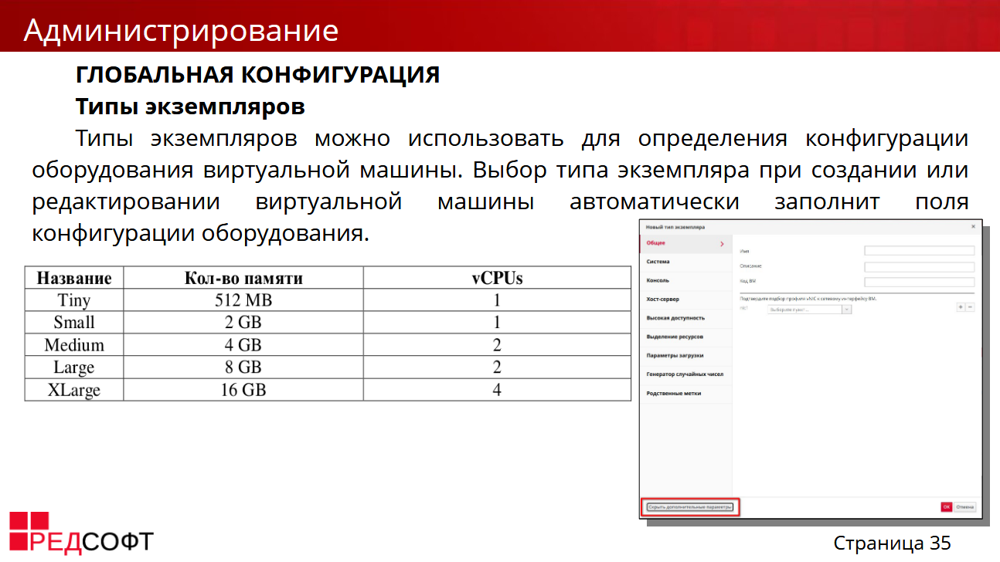 Администрирование
ГЛОБАЛЬНАЯ КОНФИГУРАЦИЯ
Типы экземпляров
Типы экземпляров можно использовать для определения конфигурации
оборудования виртуальной машины. Выбор типа экземпляра при создании или
редактировании виртуальной машины автоматически заполнит поля
конфигурации оборудования.
Название Кол-во памяти vCPUs
Tiny 512 MB 1
Small 2 GB 1
Medium 4 GB 2
Large 8 GB 2
XLarge 16 GB 4
Новый тип экземпляра
Общее
Система
Консоль
Хост-сервер
Высокая доступность
Выделение ресурсов
Параметры загрузки
Генератор случайных чисел
Родственные метки
Имя
Описание
Код ВМ
Подтвердите подбор профиля vNIC к сетевому интерфейсу ВМ.
Выберите пункт...
Скрыть дополнительные параметры
OK Отмена
РЕДСОФТ
Страница 35